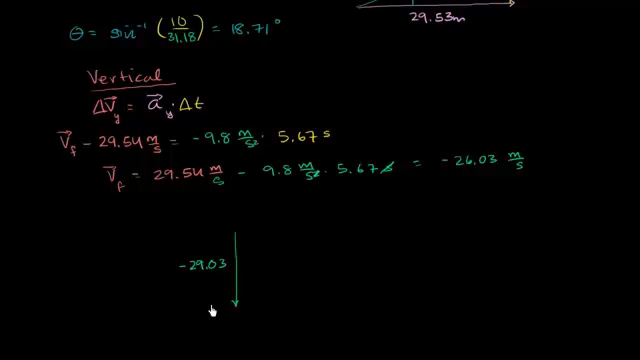 θ = sin⁻¹ (10/31.18) = 18.71°
29.53m
Vertical
ΔV⃗y = a⃗y · Δt
V⃗f - 29.54 m/s = -9.8 m/s² · 5.67 s
V⃗f = 29.54 m/s - 9.8 m/s² · 5.67 s = -26.03 m/s
-29.03